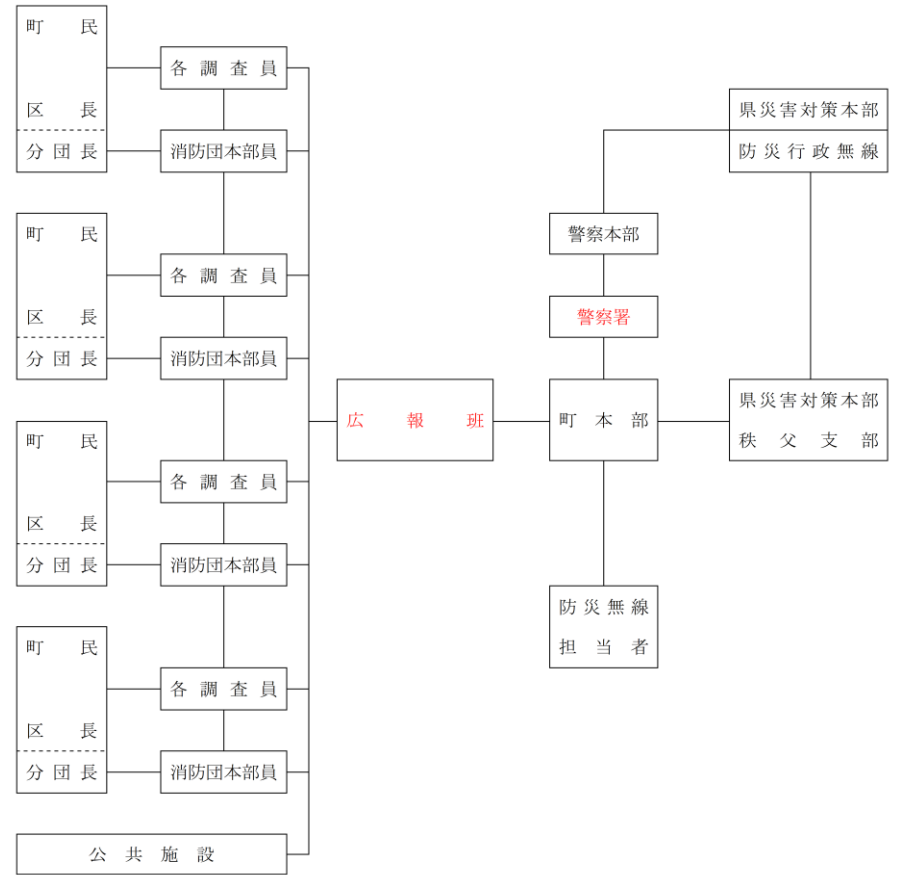 町民
区長
分団長
各調査員
消防団本部員
町民
区長
分団長
各調査員
消防団本部員
町民
区長
分団長
各調査員
消防団本部員
町民
区長
分団長
各調査員
消防団本部員
公共施設
広報班
町本部
警察本部
警察署
防災無線
担当者
県災害対策本部
防災行政無線
県災害対策本部
秩父支部